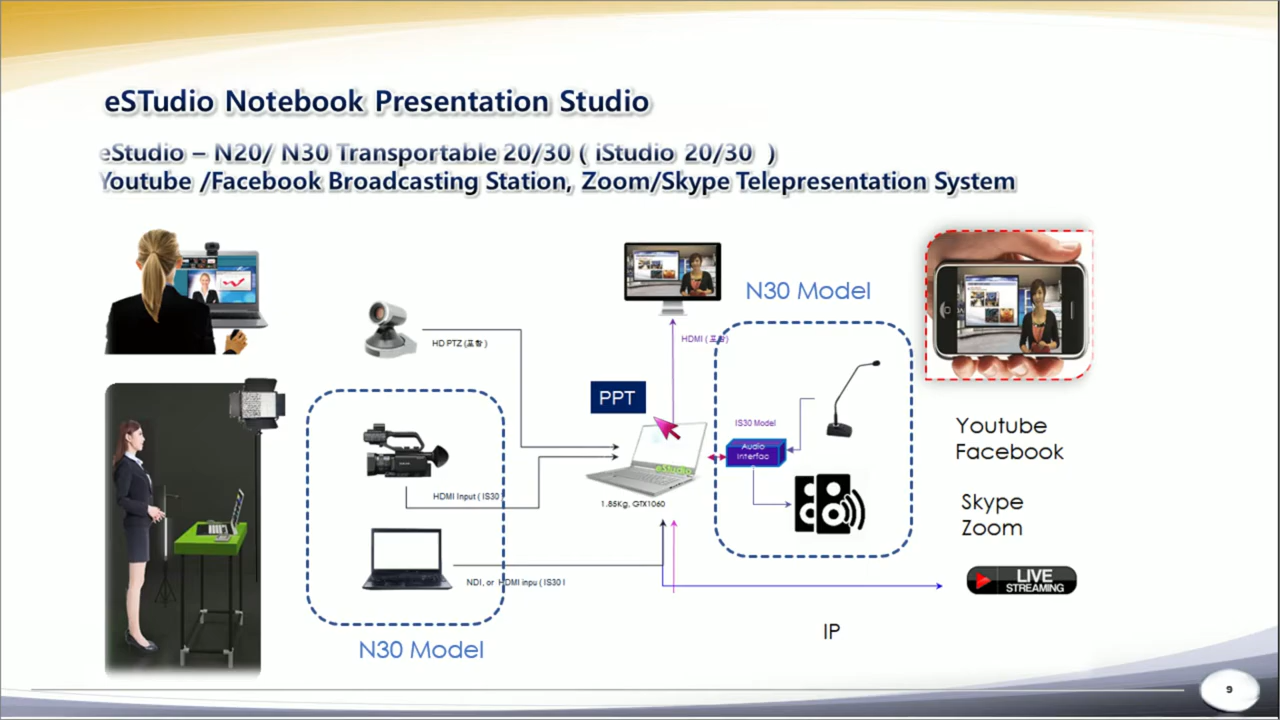 eSTudio Notebook Presentation Studio
eStudio – N20/ N30 Transportable 20/30 ( iStudio 20/30 )
Youtube /Facebook Broadcasting Station, Zoom/Skype Telepresentation System
N30 Model
HD PTZ (포함)
HDMI ( 포함)
PPT
IS30 Model
Audio
Interfac
eSTUDIO
1.85Kg, GTX1060
HDMI Input ( IS30 )
NDI, or HDMI inpu ( IS30 I
N30 Model
Youtube
Facebook
Skype
Zoom
LIVE
STREAMING
IP
9